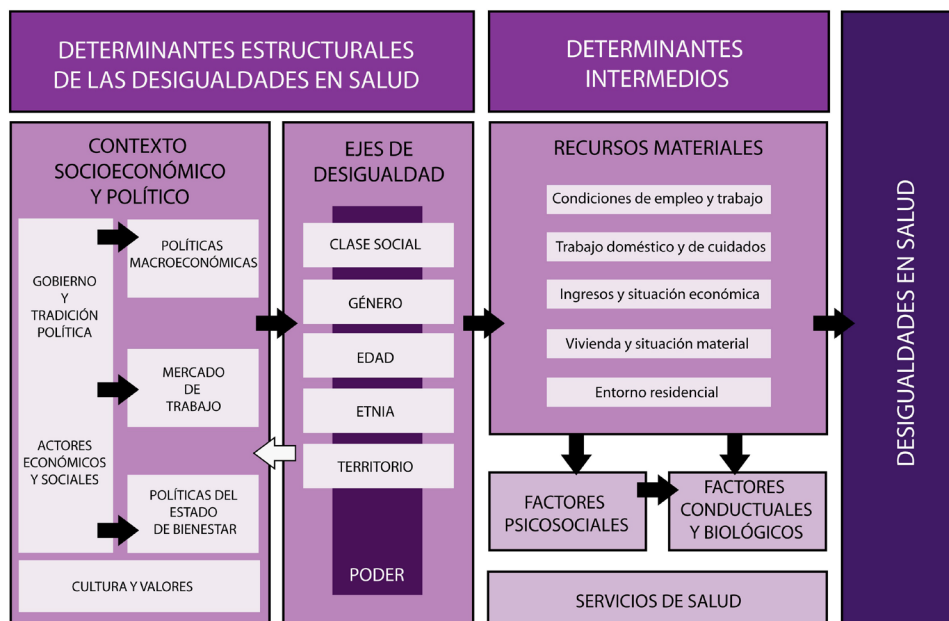 DETERMINANTES ESTRUCTURALES
DE LAS DESIGUALDADES EN SALUD
DETERMINANTES
INTERMEDIOS
CONTEXTO
SOCIOECONÓMICO
Y POLÍTICO
GOBIERNO
Y
TRADICIÓN
POLÍTICA
ACTORES
ECONÓMICOS
Y SOCIALES
POLÍTICAS
MACROECONÓMICAS
MERCADO
DE
TRABAJO
POLÍTICAS DEL
ESTADO
DE BIENESTAR
CULTURA Y VALORES
EJES DE
DESIGUALDAD
CLASE SOCIAL
GÉNERO
EDAD
ETNIA
TERRITORIO
PODER
RECURSOS MATERIALES
Condiciones de empleo y trabajo
Trabajo doméstico y de cuidados
Ingresos y situación económica
Vivienda y situación material
Entorno residencial
FACTORES
PSICOSOCIALES
FACTORES
CONDUCTUALES
Y BIOLÓGICOS
SERVICIOS DE SALUD
DESIGUALDADES EN SALUD